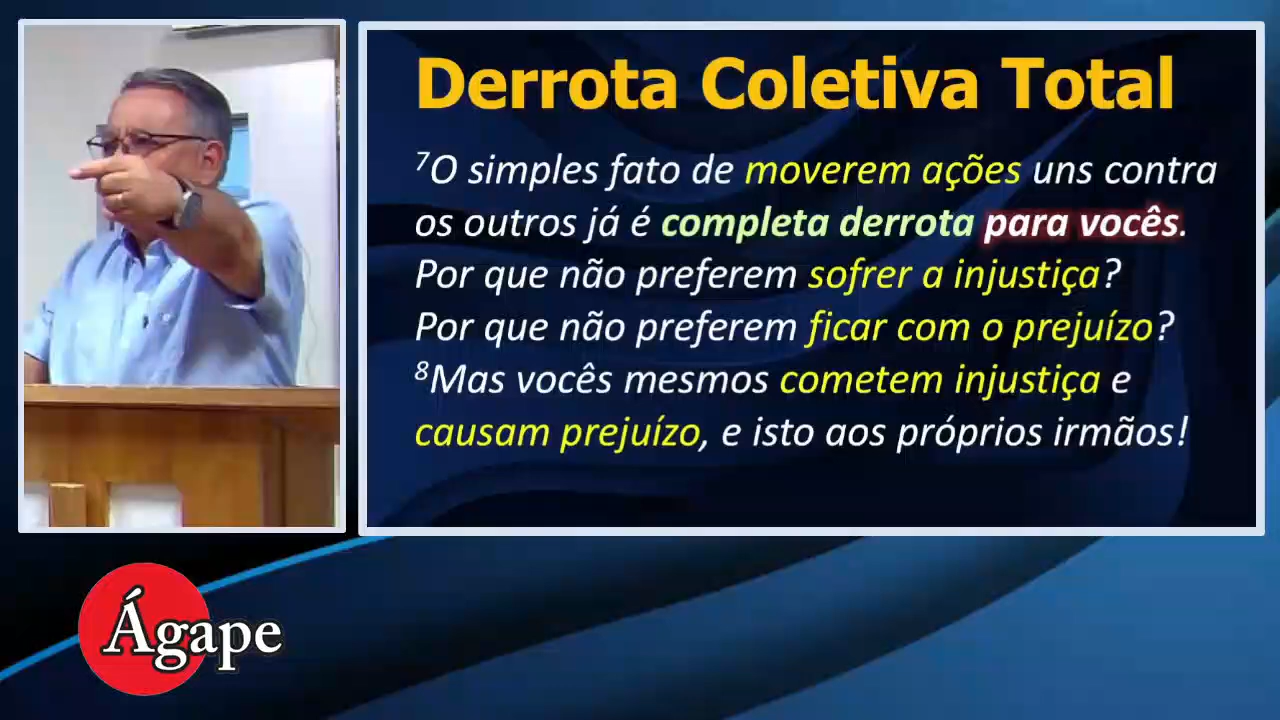 Derrota Coletiva Total
⁷O simples fato de moverem ações uns contra
os outros já é completa derrota para vocês.
Por que não preferem sofrer a injustiça?
Por que não preferem ficar com o prejuízo?
⁸Mas vocês mesmos cometem injustiça e
causam prejuízo, e isto aos próprios irmãos!
Ágape